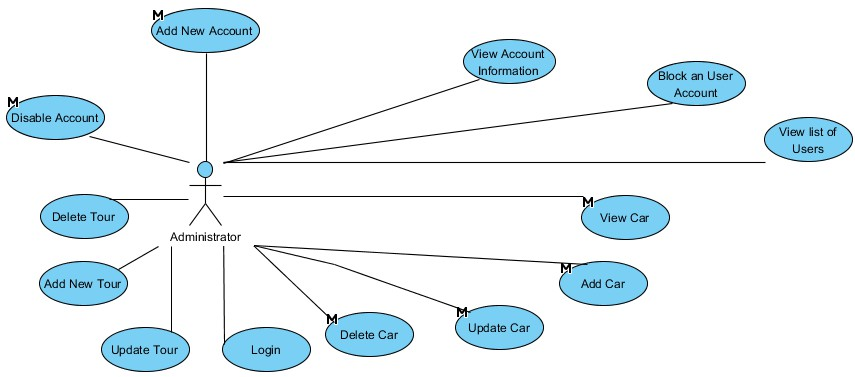 M
Add New Account
View Account
Information
Block an User
Account
M
Disable Account
View list of
Users
M
View Car
Delete Tour
Administrator
Add New Tour
M
Add Car
M
Update Car
M
Delete Car
Update Tour
Login